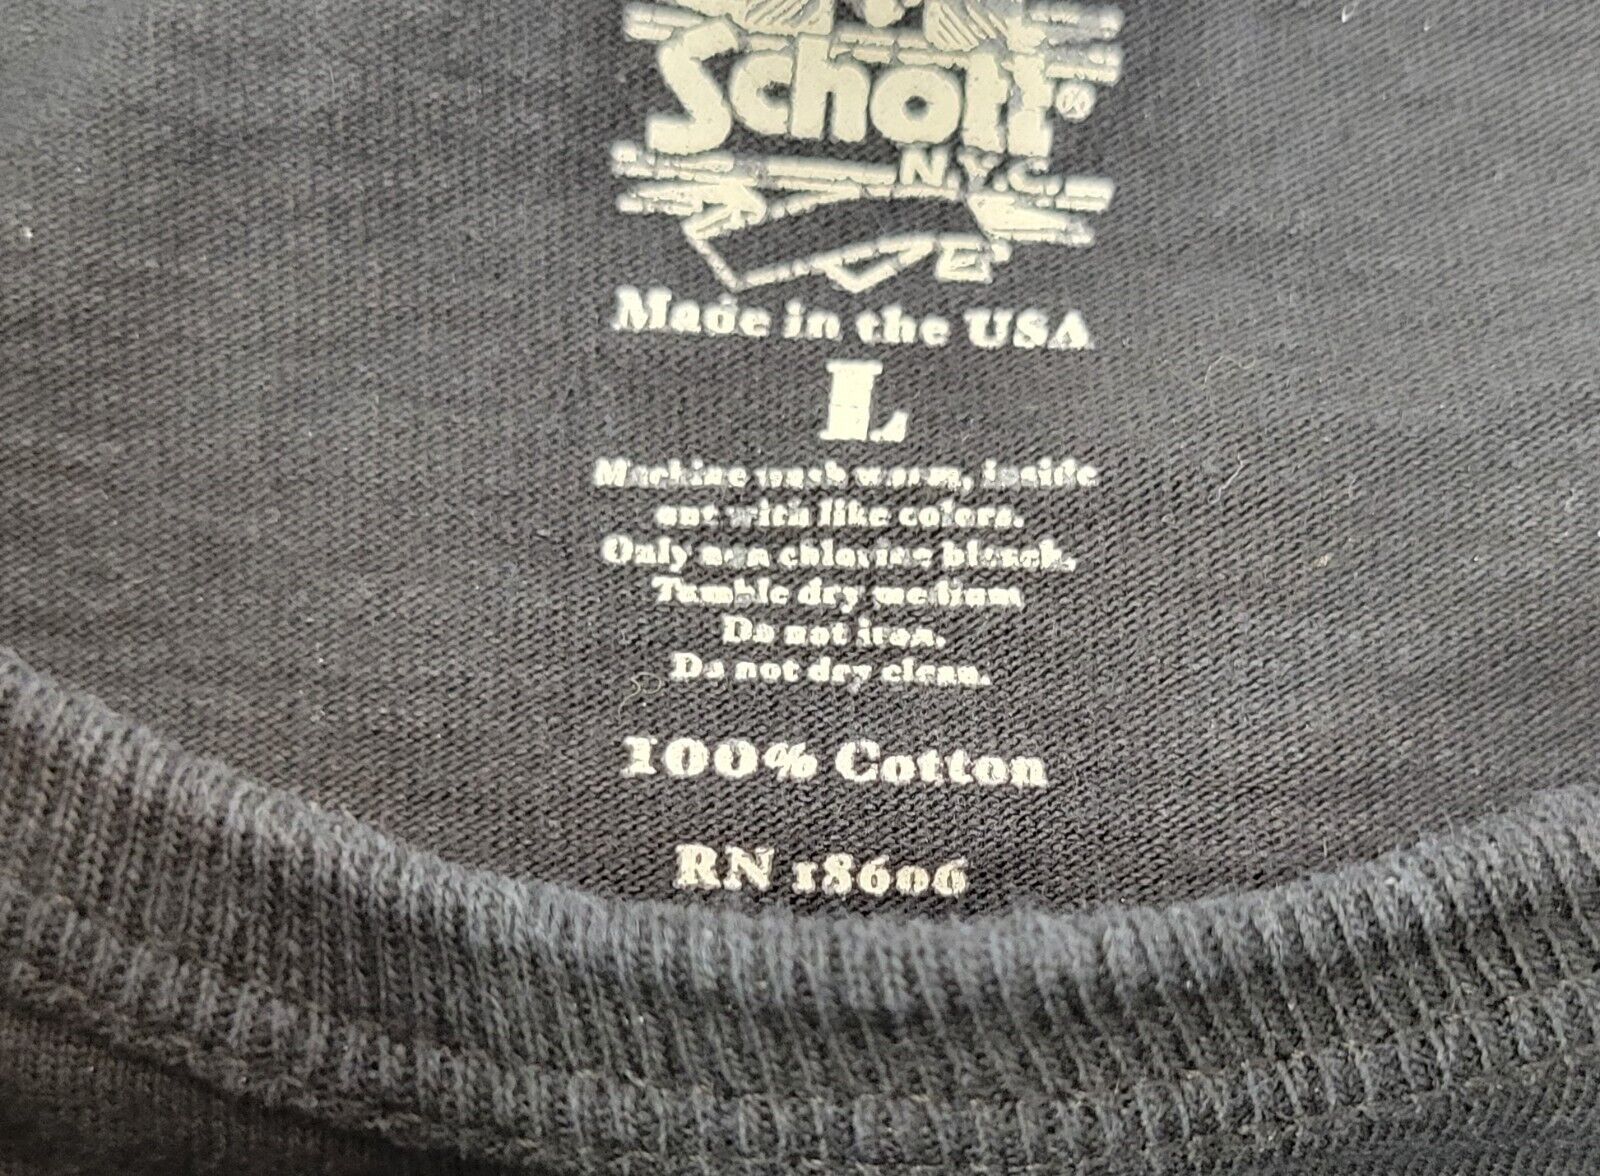 Schott®
N.Y.C.
Made in the USA
L
Machine wash warm, inside
out with like colors.
Only non chlorine bleach.
Tumble dry medium
Do not iron.
Do not dry clean.
100% Cotton
RN 18606